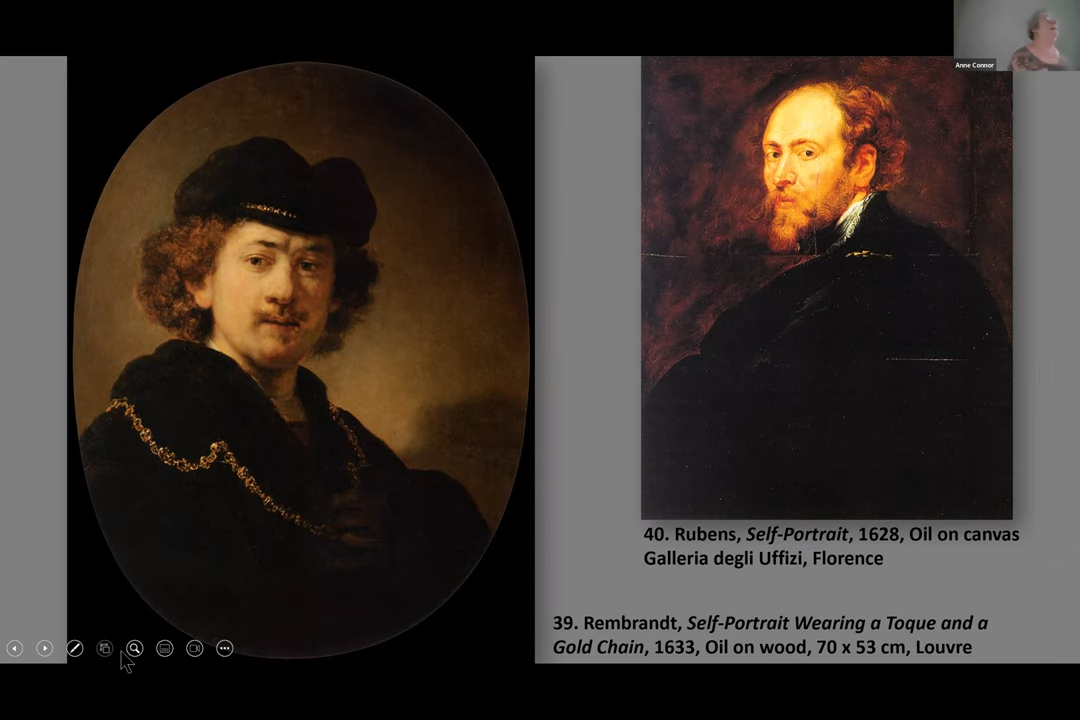 Anne Connor
40. Rubens, Self-Portrait, 1628, Oil on canvas
Galleria degli Uffizi, Florence
39. Rembrandt, Self-Portrait Wearing a Toque and a
Gold Chain, 1633, Oil on wood, 70 x 53 cm, Louvre